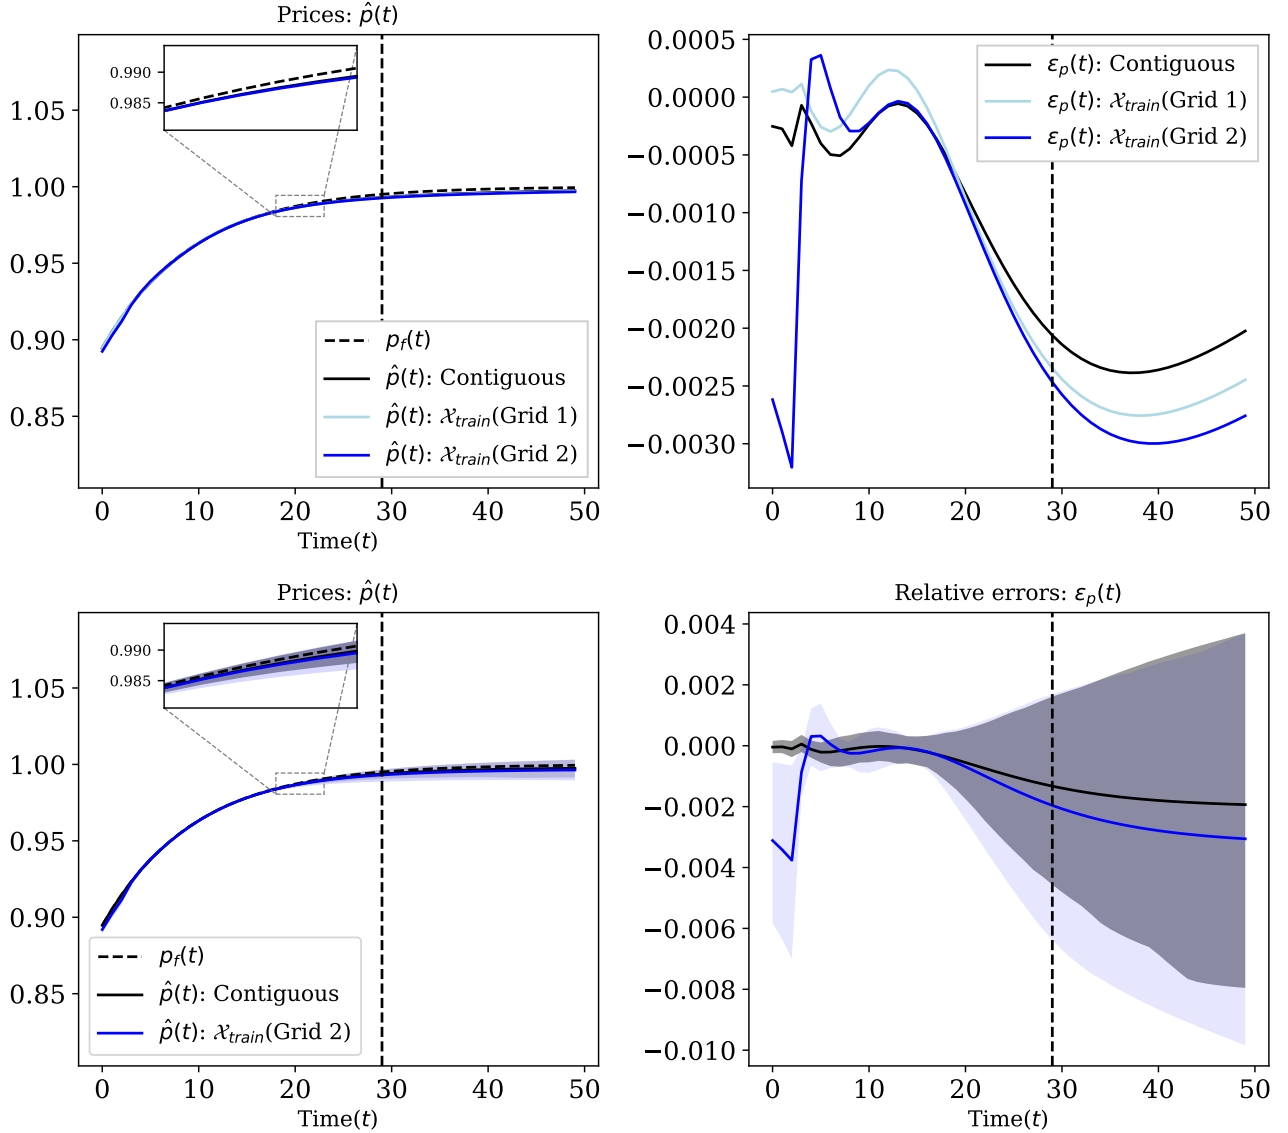 Prices: p̂(t)
0.990
0.985
1.05
1.00
0.95
0.90
0.85
p_f(t)
p̂(t): Contiguous
p̂(t): 𝒳_train(Grid 1)
p̂(t): 𝒳_train(Grid 2)
0 10 20 30 40 50
Time(t)
0.0005
0.0000
−0.0005
−0.0010
−0.0015
−0.0020
−0.0025
−0.0030
ε_p(t): Contiguous
ε_p(t): 𝒳_train(Grid 1)
ε_p(t): 𝒳_train(Grid 2)
0 10 20 30 40 50
Prices: p̂(t)
0.990
0.985
1.05
1.00
0.95
0.90
0.85
p_f(t)
p̂(t): Contiguous
p̂(t): 𝒳_train(Grid 2)
0 10 20 30 40 50
Time(t)
Relative errors: ε_p(t)
0.004
0.002
0.000
−0.002
−0.004
−0.006
−0.008
−0.010
0 10 20 30 40 50
Time(t)